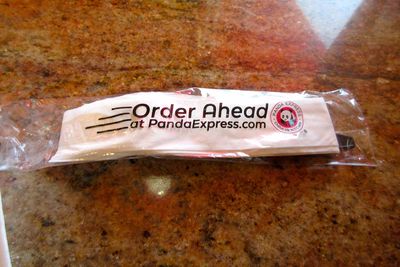 Order Ahead
at PandaExpress.com
PANDA EXPRESS